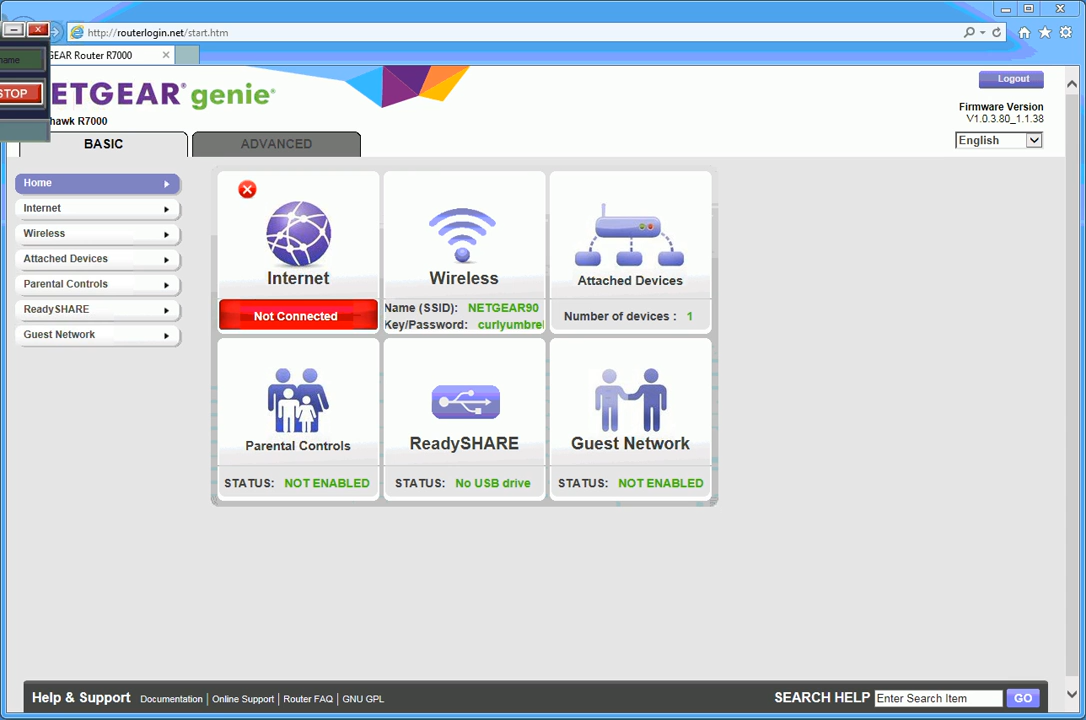 http://routerlogin.net/start.htm
GEAR Router R7000
name
STOP
ETGEAR® genie®
hawk R7000
Logout
Firmware Version
V1.0.3.80_1.1.38
English
BASIC
ADVANCED
Home
Internet
Wireless
Attached Devices
Parental Controls
ReadySHARE
Guest Network
Internet
Not Connected
Wireless
Name (SSID): NETGEAR90
Key/Password: curlyumbrel
Attached Devices
Number of devices : 1
Parental Controls
STATUS: NOT ENABLED
ReadySHARE
STATUS: No USB drive
Guest Network
STATUS: NOT ENABLED
Help & Support Documentation | Online Support | Router FAQ | GNU GPL
SEARCH HELP Enter Search Item GO